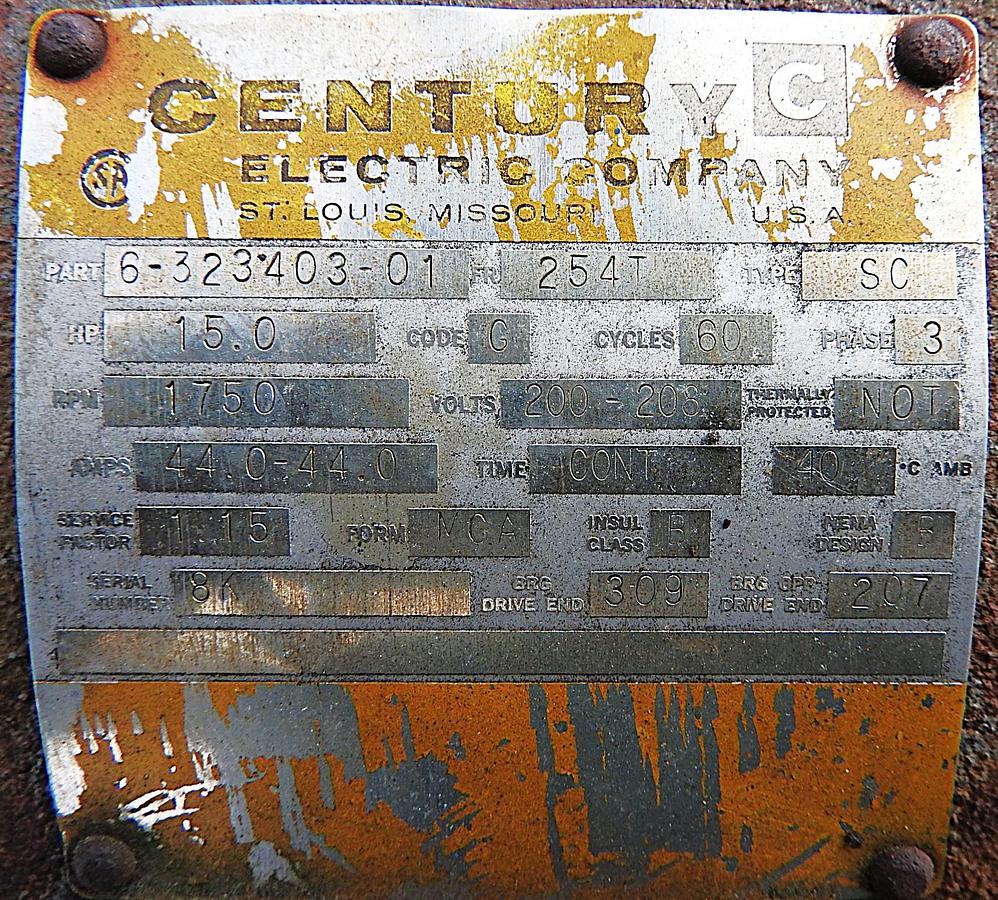 CENTURY C
SA ELECTRIC COMPANY
ST. LOUIS, MISSOURI U.S.A.
PART 6-323403-01 FR 254T TYPE SC
HP 15.0 CODE G CYCLES 60 PHASE 3
RPM 1750 VOLTS 200-208 THERMALLY PROTECTED NOT
AMPS 44.0-44.0 TIME CONT 40 °C AMB
SERVICE FACTOR 1.15 FORM MCA INSUL CLASS B NEMA DESIGN B
SERIAL NUMBER 8K BRG DRIVE END 309 BRG OPP DRIVE END 207